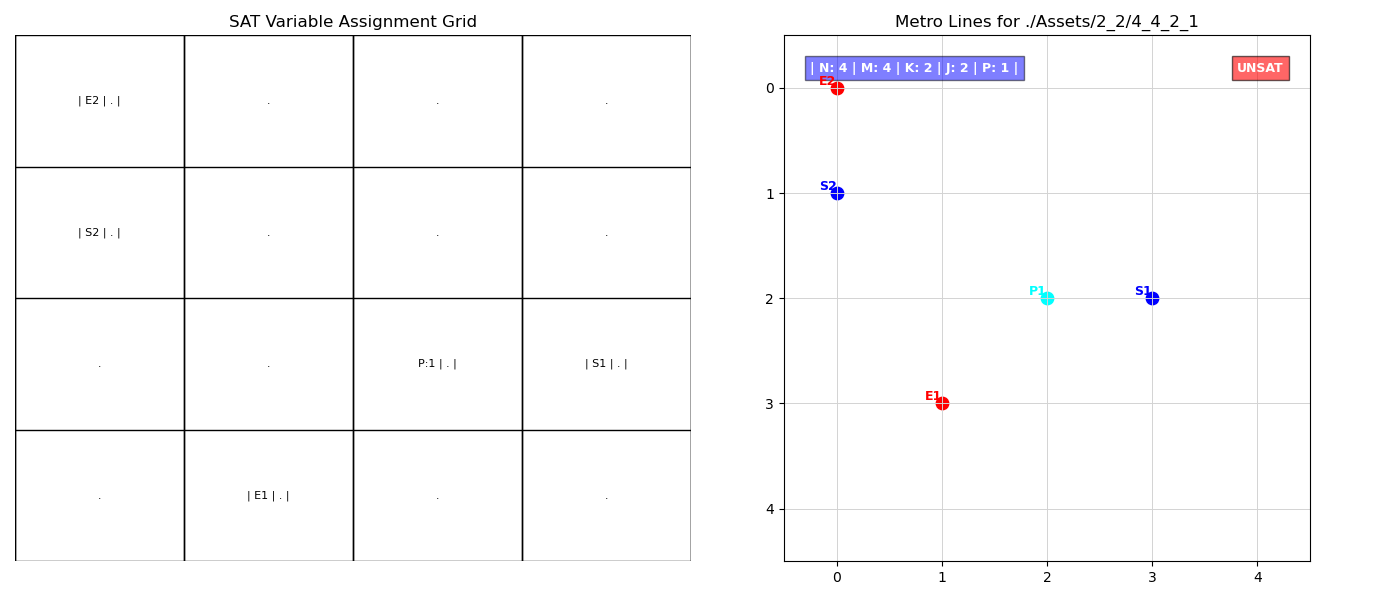 SAT Variable Assignment Grid
| E2 | . |
.
.
.
| S2 | . |
.
.
.
.
.
P:1 | . |
| S1 | . |
.
| E1 | . |
.
.
Metro Lines for ./Assets/2_2/4_4_2_1
| N: 4 | M: 4 | K: 2 | J: 2 | P: 1 |
UNSAT
E2
S2
P1
S1
E1
0
1
2
3
4
0
1
2
3
4